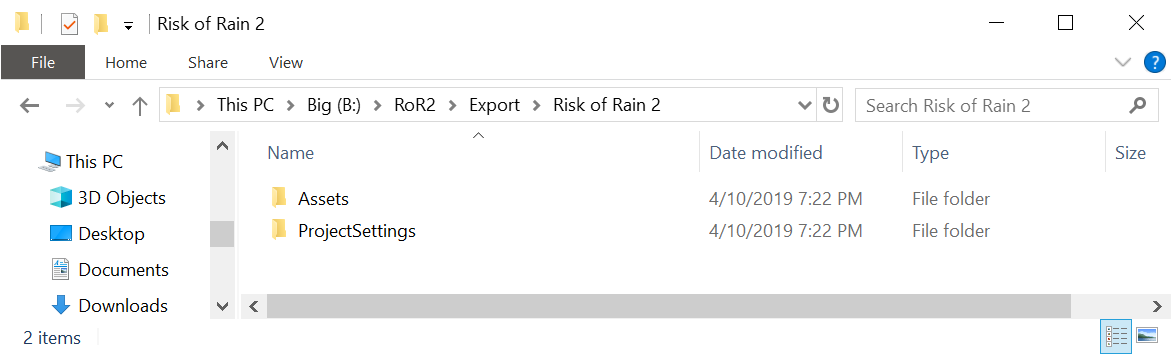 Risk of Rain 2
File Home Share View
This PC Big (B:) RoR2 Export Risk of Rain 2 Search Risk of Rain 2
This PC
3D Objects
Desktop
Documents
Downloads
Name Date modified Type Size
Assets 4/10/2019 7:22 PM File folder
ProjectSettings 4/10/2019 7:22 PM File folder
2 items